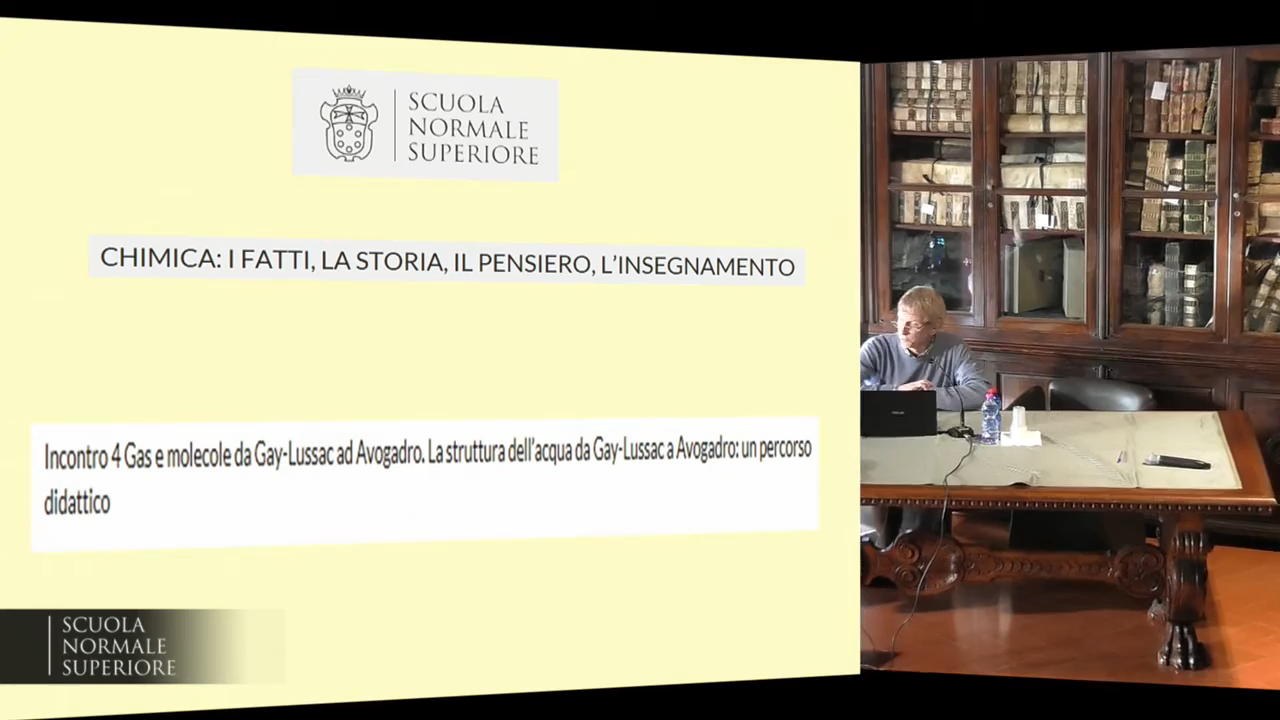 SCUOLA
NORMALE
SUPERIORE
CHIMICA: I FATTI, LA STORIA, IL PENSIERO, L'INSEGNAMENTO
Incontro 4 Gas e molecole da Gay-Lussac ad Avogadro. La struttura dell'acqua da Gay-Lussac a Avogadro: un percorso
didattico
SCUOLA
NORMALE
SUPERIORE